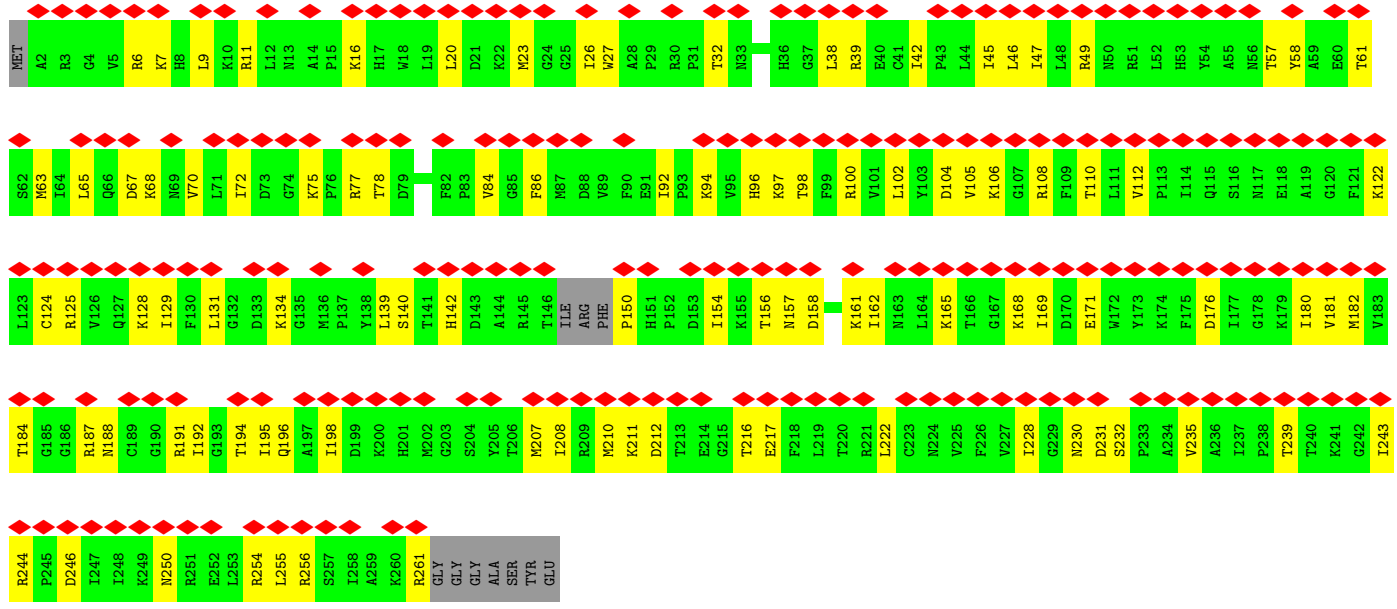 MET A2 R3 G4 V5 R6 K7 H8 L9 K10 R11 L12 N13 A14 P15 K16 H17 W18 L19 L20 D21 K22 M23 G24 G25 I26 W27 A28 P29 R30 P31 T32 N33 H36 G37 L38 R39 E40 C41 I42 P43 L44 I45 L46 I47 L48 R49 N50 R51 L52 H53 Y54 A55 N56 T57 Y58 A59 E60 T61
S62 M63 I64 L65 Q66 D67 K68 N69 V70 L71 I72 D73 G74 K75 P76 R77 T78 D79 F82 P83 V84 G85 F86 M87 D88 V89 F90 E91 I92 P93 K94 V95 H96 K97 T98 F99 R100 V101 L102 Y103 D104 V105 K106 G107 R108 F109 T110 L111 V112 P113 I114 Q115 S116 N117 E118 A119 G120 F121 K122
L123 C124 R125 V126 Q127 K128 I129 F130 L131 G132 D133 K134 G135 M136 P137 Y138 L139 S140 T141 H142 D143 A144 R145 T146 ILE ARG PHE P150 H151 P152 D153 I154 K155 T156 N157 D158 K161 I162 N163 L164 K165 T166 G167 K168 I169 D170 E171 W172 Y173 K174 F175 D176 I177 G178 K179 I180 V181 M182 V183
T184 G185 G186 R187 N188 C189 G190 R191 I192 G193 T194 I195 Q196 A197 I198 D199 K200 H201 M202 G203 S204 Y205 T206 M207 I208 R209 M210 K211 D212 T213 E214 G215 T216 E217 F218 L219 T220 R221 L222 C223 N224 V225 F226 V227 I228 G229 N230 D231 S232 P233 A234 V235 A236 I237 P238 T239 T240 K241 G242 I243
R244 P245 D246 I247 I248 K249 N250 R251 E252 L253 R254 L255 R256 S257 I258 A259 K260 R261 GLY GLY GLY ALA SER TYR GLU